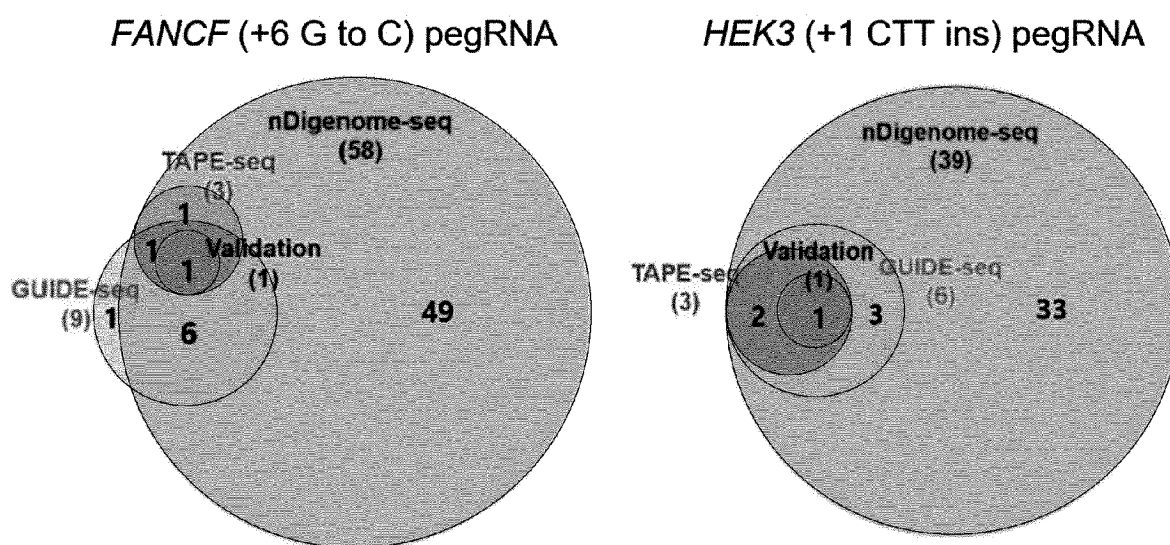 FANCF (+6 G to C) pegRNA
nDigenome-seq
(58)
TAPE-seq
(3)
1
1
Validation
(1)
1
GUIDE-seq
(9)
1
6
49
HEK3 (+1 CTT ins) pegRNA
nDigenome-seq
(39)
Validation
(1)
TAPE-seq
(3)
GUIDE-seq
(6)
2
1
3
33